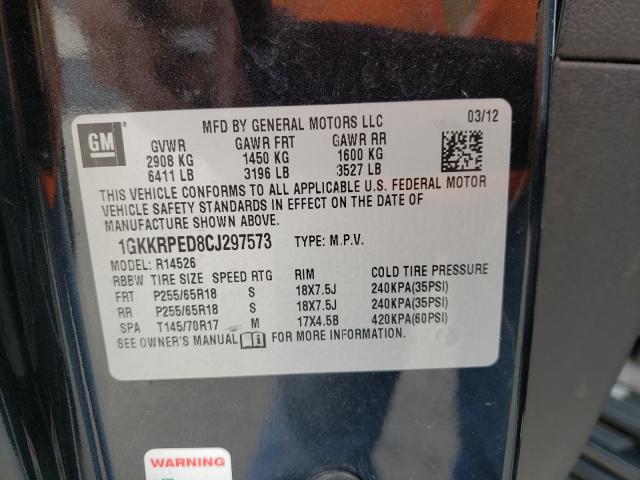 MFD BY GENERAL MOTORS LLC 03/12
GM
GVWR GAWR FRT GAWR RR
2908 KG 1450 KG 1600 KG
6411 LB 3196 LB 3527 LB
THIS VEHICLE CONFORMS TO ALL APPLICABLE U.S. FEDERAL MOTOR
VEHICLE SAFETY STANDARDS IN EFFECT ON THE DATE OF
MANUFACTURE SHOWN ABOVE.
1GKKRPED8CJ297573 TYPE: M.P.V.
MODEL: R14526
RBBW TIRE SIZE SPEED RTG RIM COLD TIRE PRESSURE
FRT P255/65R18 S 18X7.5J 240KPA(35PSI)
RR P255/65R18 S 18X7.5J 240KPA(35PSI)
SPA T145/70R17 M 17X4.5B 420KPA(60PSI)
SEE OWNER'S MANUAL FOR MORE INFORMATION.
WARNING